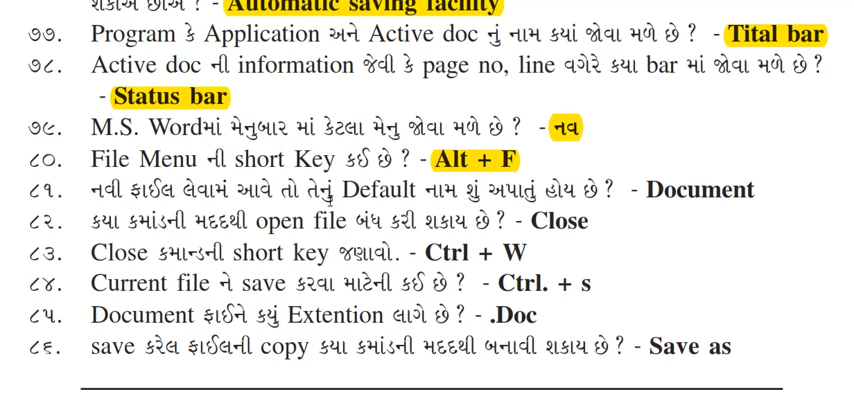 શકાએ છીએ ? - Automatic saving facility
૭૭. Program કે Application અને Active doc નું નામ કયાં જોવા મળે છે ? - Tital bar
૭૮. Active doc ની information જેવી કે page no, line વગેરે કયા bar માં જોવા મળે છે ?
- Status bar
૭૯. M.S. Wordમાં મેનુબાર માં કેટલા મેનુ જોવા મળે છે ? - નવ
૮૦. File Menu ની short Key કઈ છે ? - Alt + F
૮૧. નવી ફાઈલ લેવામં આવે તો તેનું Default નામ શું અપાતું હોય છે ? - Document
૮૨. કયા કમાંડની મદદથી open file બંધ કરી શકાય છે ? - Close
૮૩. Close કમાન્ડની short key જણાવો. - Ctrl + W
૮૪. Current file ને save કરવા માટેની કઈ છે ? - Ctrl. + s
૮૫. Document ફાઈને કયું Extention લાગે છે ? - .Doc
૮૬. save કરેલ ફાઈલની copy કયા કમાંડની મદદથી બનાવી શકાય છે ? - Save as